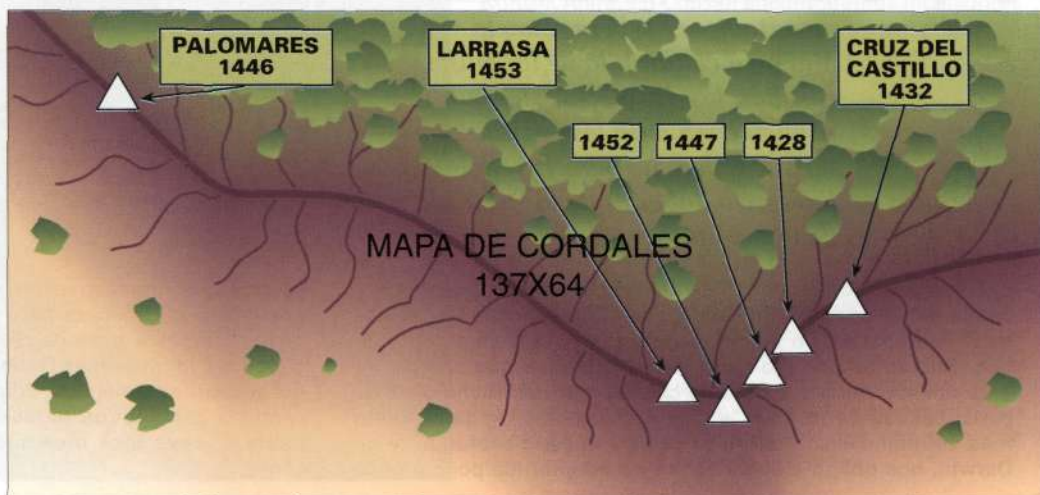 PALOMARES
1446
LARRASA
1453
CRUZ DEL
CASTILLO
1432
1452
1447
1428
MAPA DE CORDALES
137X64